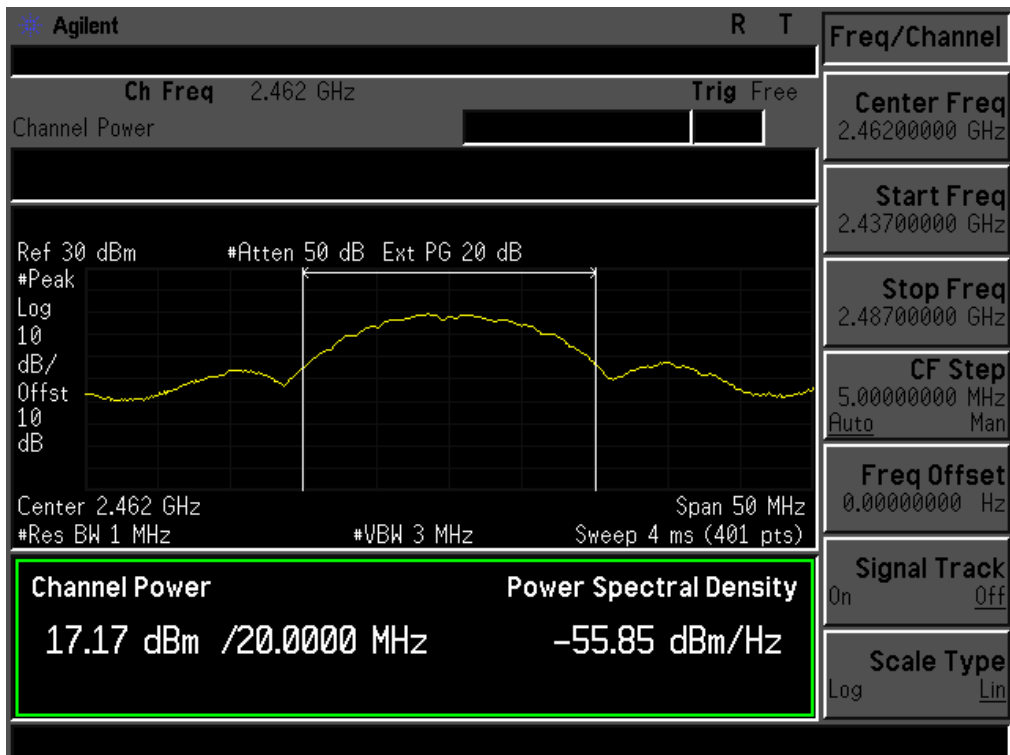 Agilent
R T
Ch Freq 2.462 GHz
Trig Free
Channel Power
Ref 30 dBm #Atten 50 dB Ext PG 20 dB
#Peak
Log
10
dB/
Offst
10
dB
Center 2.462 GHz
Span 50 MHz
#Res BW 1 MHz
#VBW 3 MHz
Sweep 4 ms (401 pts)
Channel Power
Power Spectral Density
17.17 dBm /20.0000 MHz
-55.85 dBm/Hz
Freq/Channel
Center Freq
2.46200000 GHz
Start Freq
2.43700000 GHz
Stop Freq
2.48700000 GHz
CF Step
5.00000000 MHz
Auto Man
Freq Offset
0.00000000 Hz
Signal Track
On Off
Scale Type
Log Lin